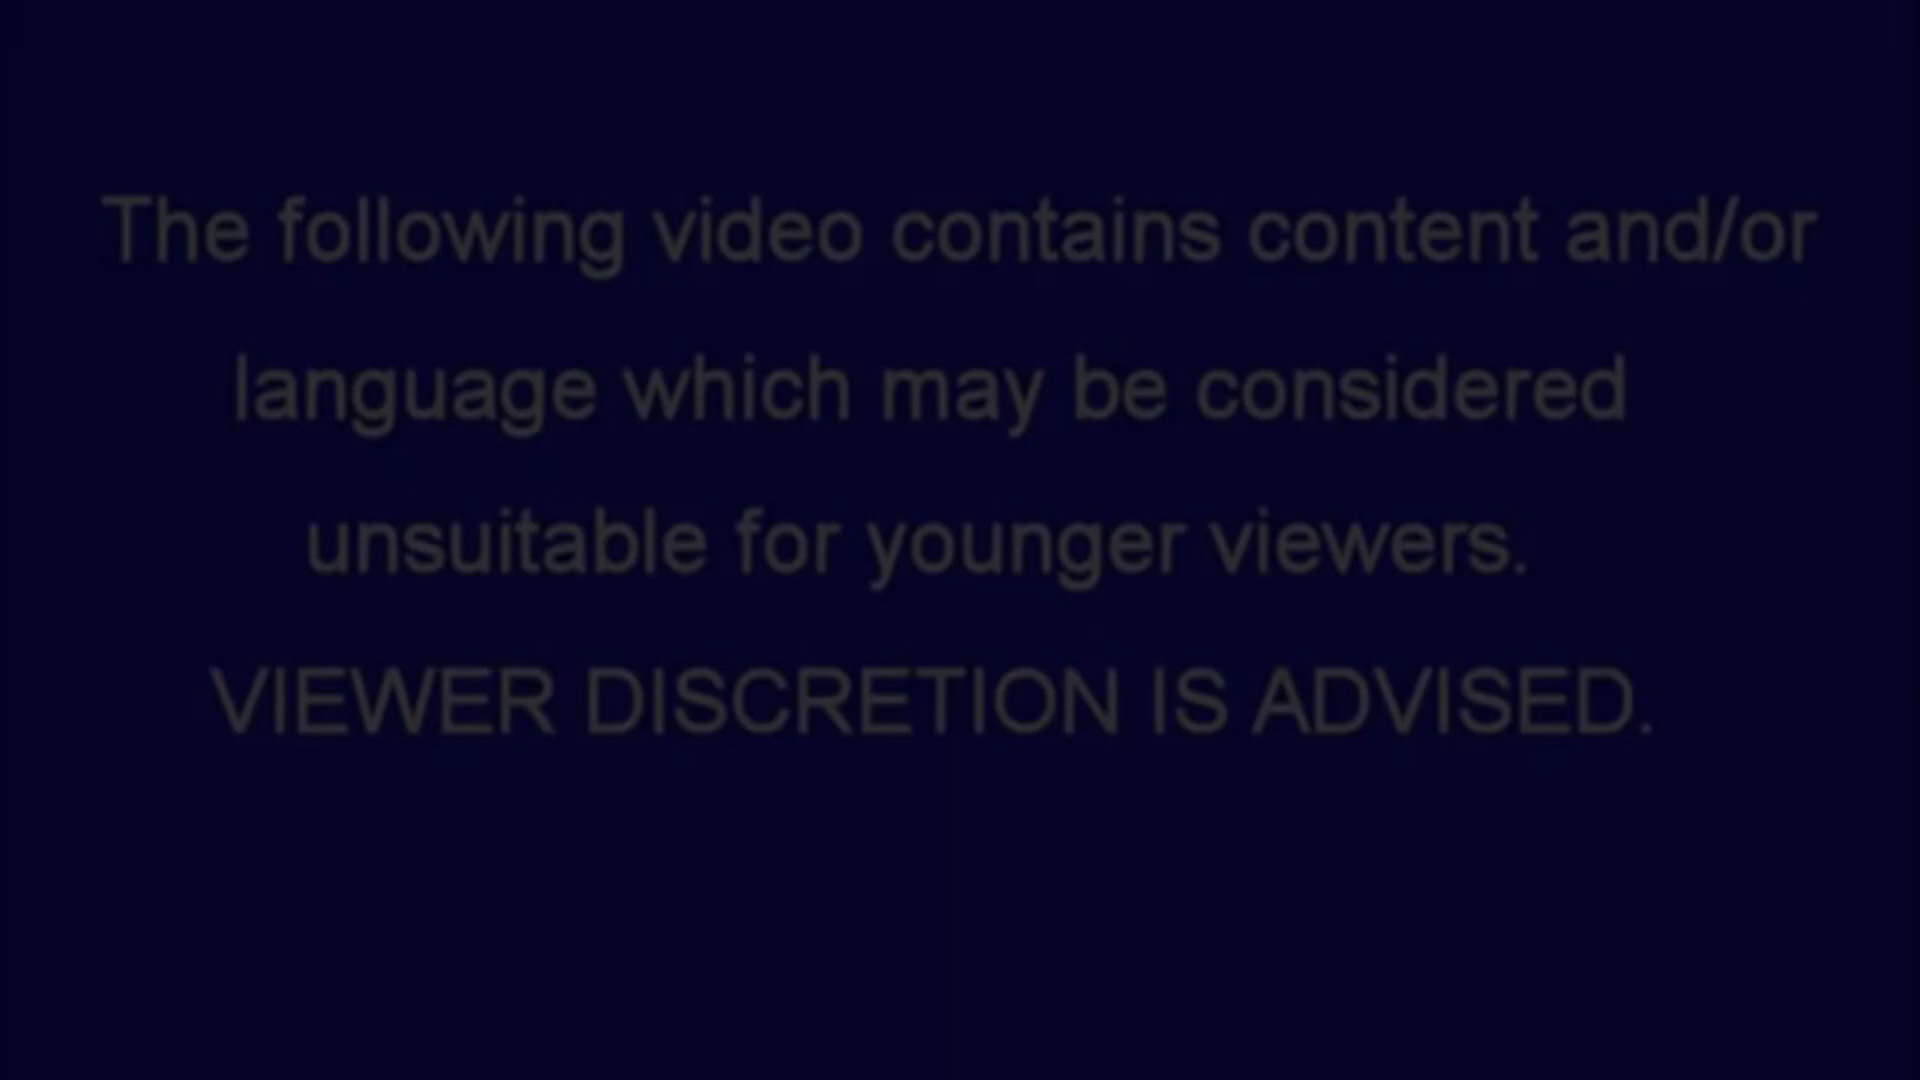 The following video contains content and/or
language which may be considered
unsuitable for younger viewers.
VIEWER DISCRETION IS ADVISED.